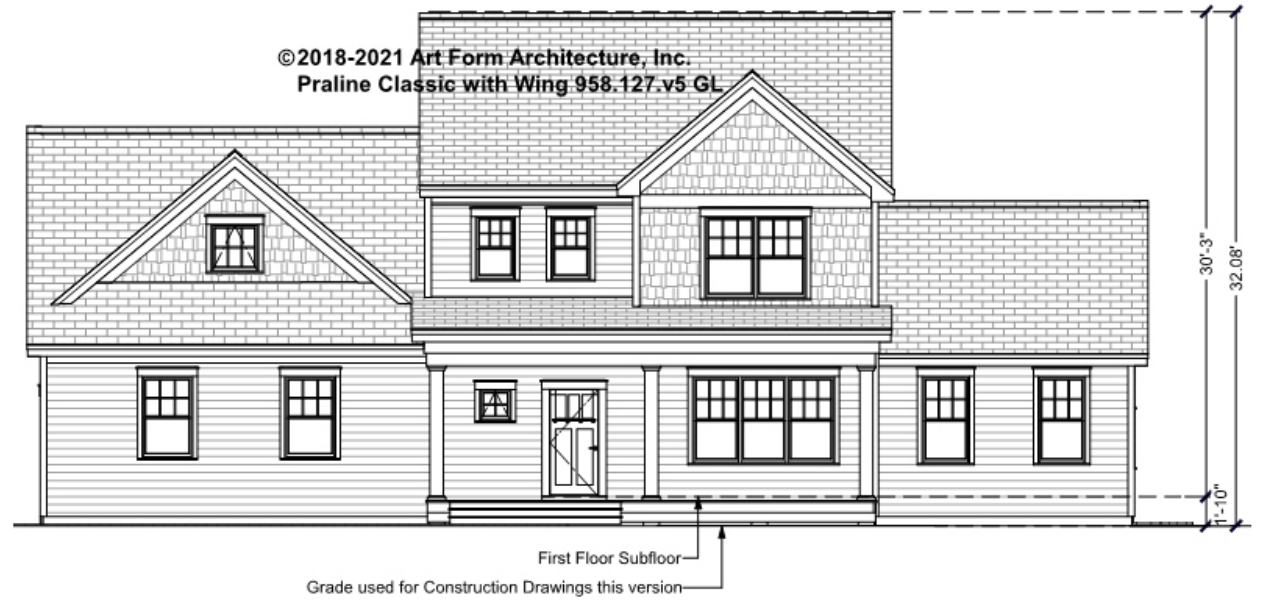 ©2018-2021 Art Form Architecture, Inc.
Praline Classic with Wing 958.127.v5 GL
30'-3"
32.08'
1'-10"
First Floor Subfloor
Grade used for Construction Drawings this version